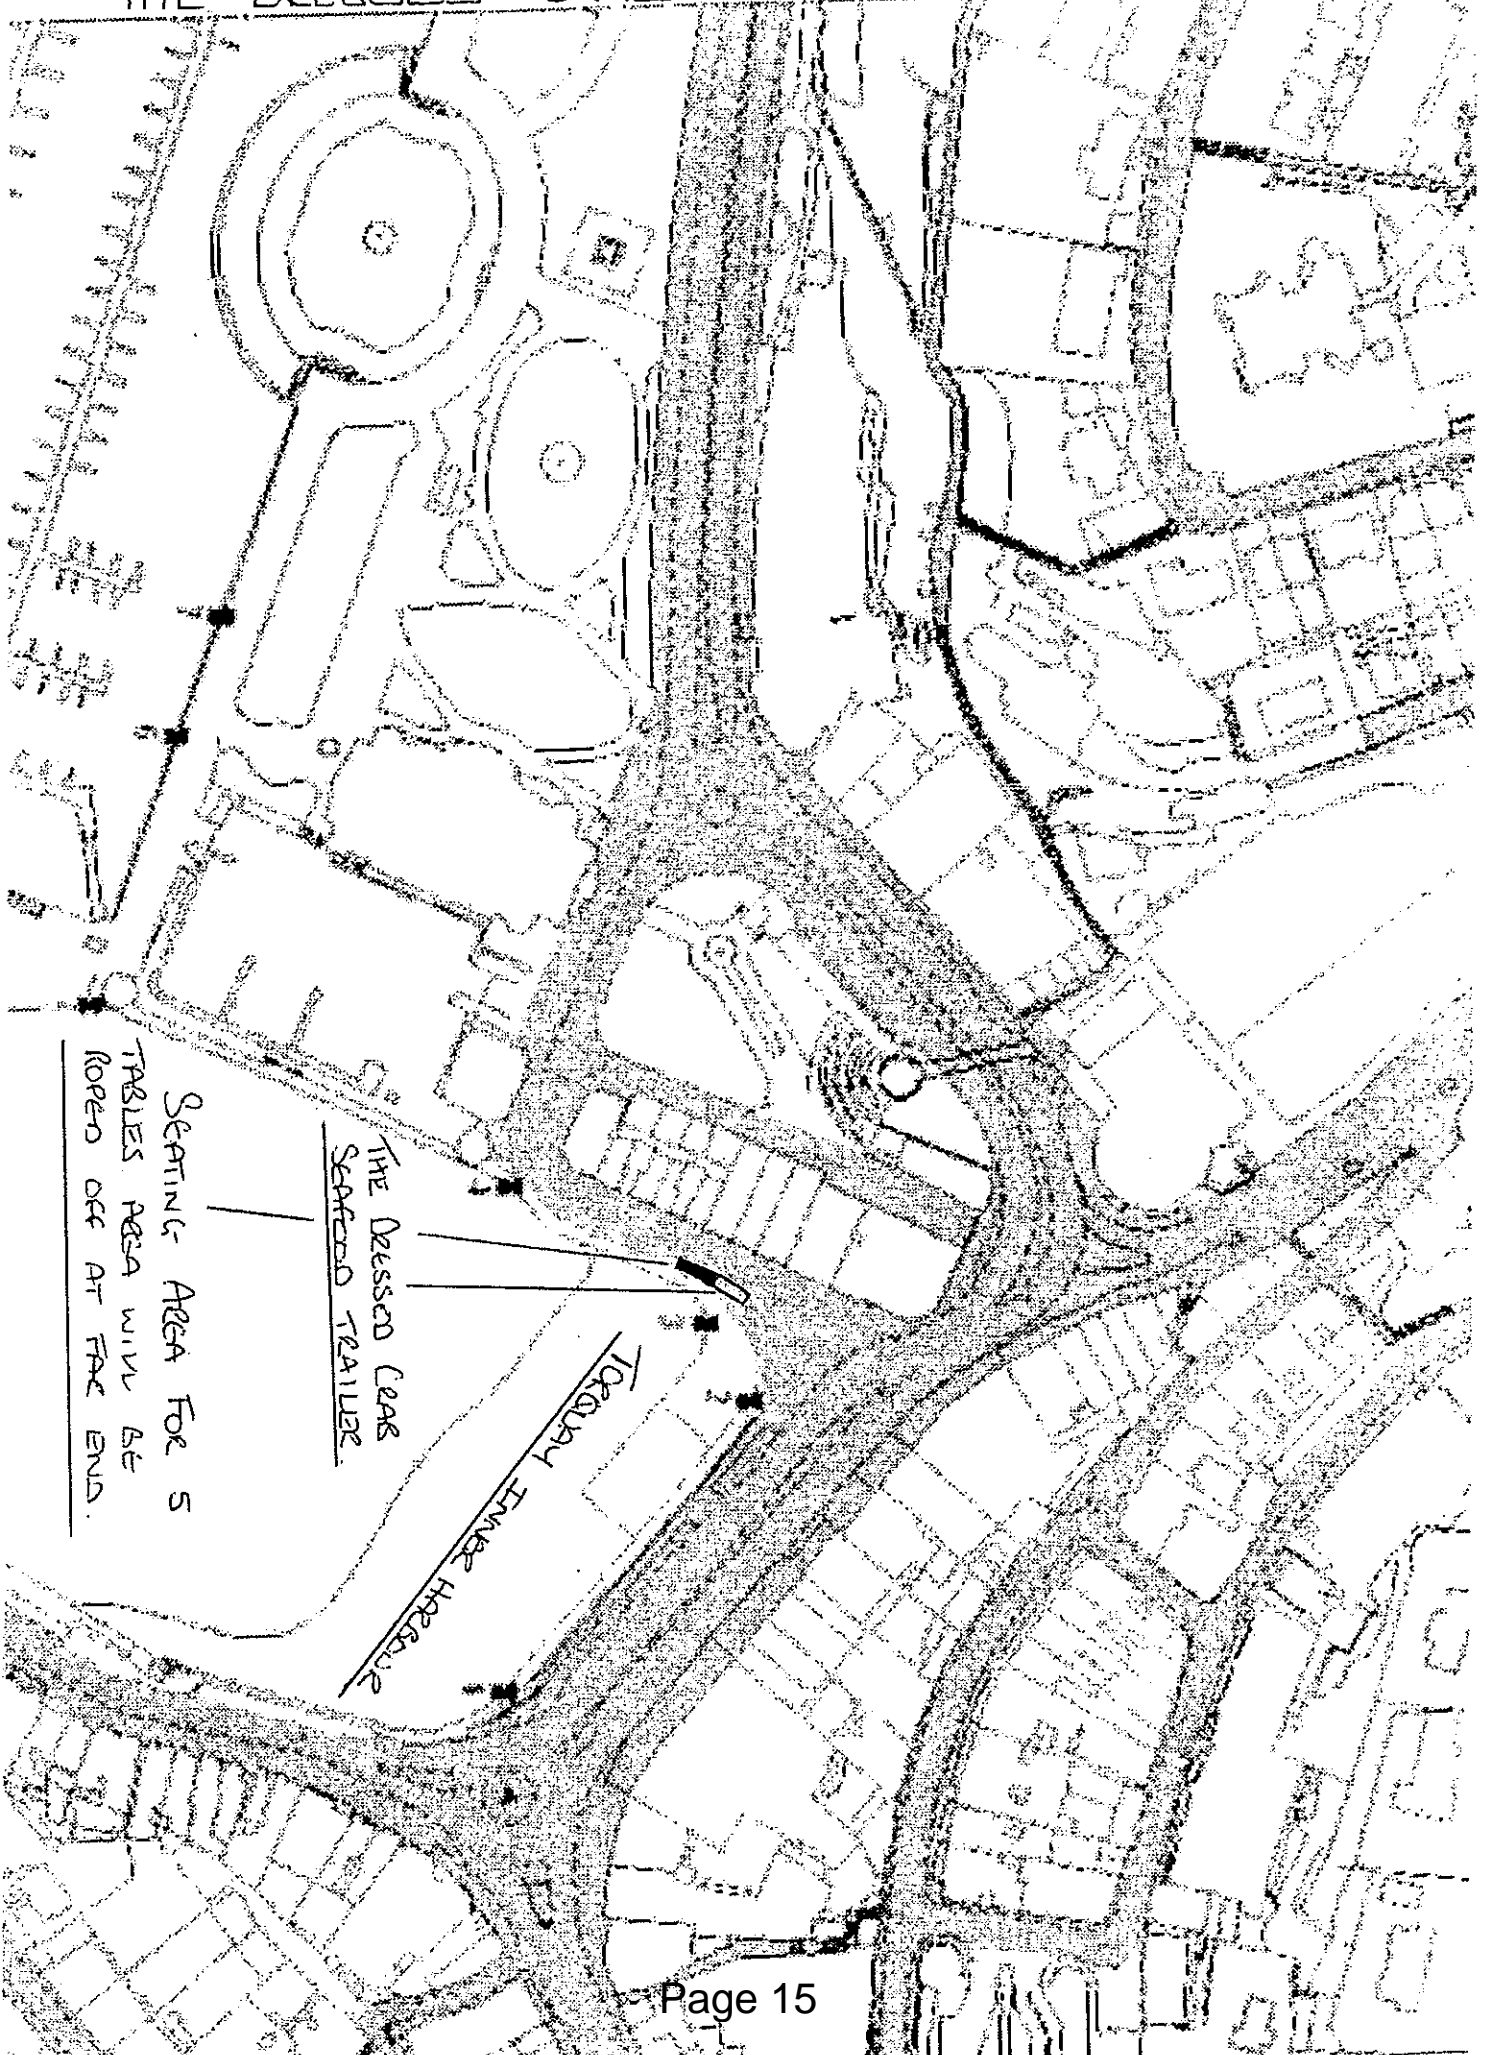 THE
THE DRESSED CRAB
SEAFOOD TRAILER.
SEATING AREA FOR 5
TABLES AREA WILL BE
ROPED OFF AT FAR END.
TORQUAY INNER HARBOUR
Page 15